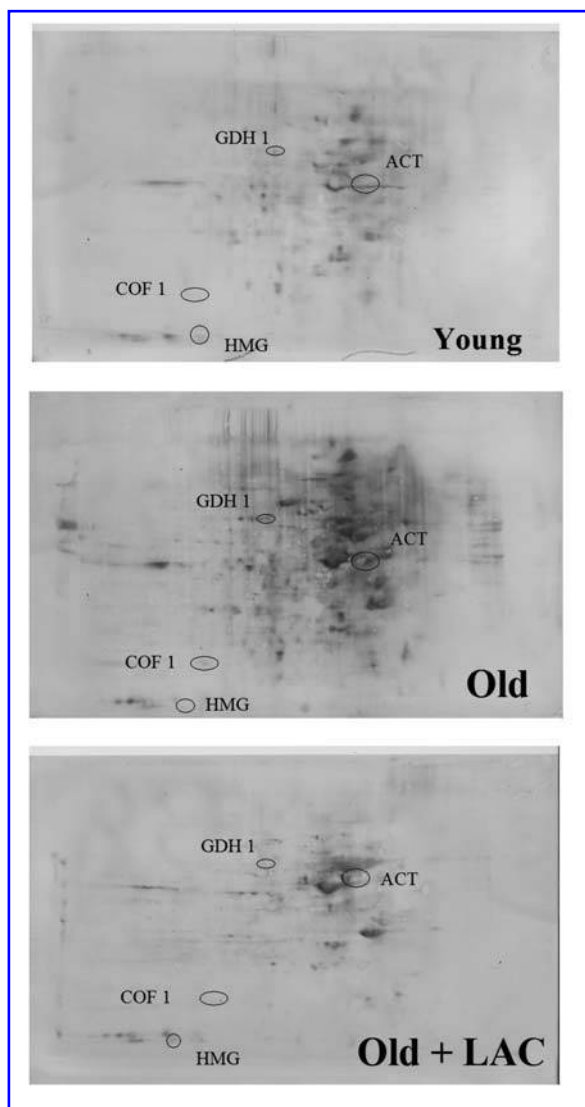 GDH 1
ACT
COF 1
HMG
Young
GDH 1
ACT
COF 1
HMG
Old
GDH 1
ACT
COF 1
HMG
Old + LAC